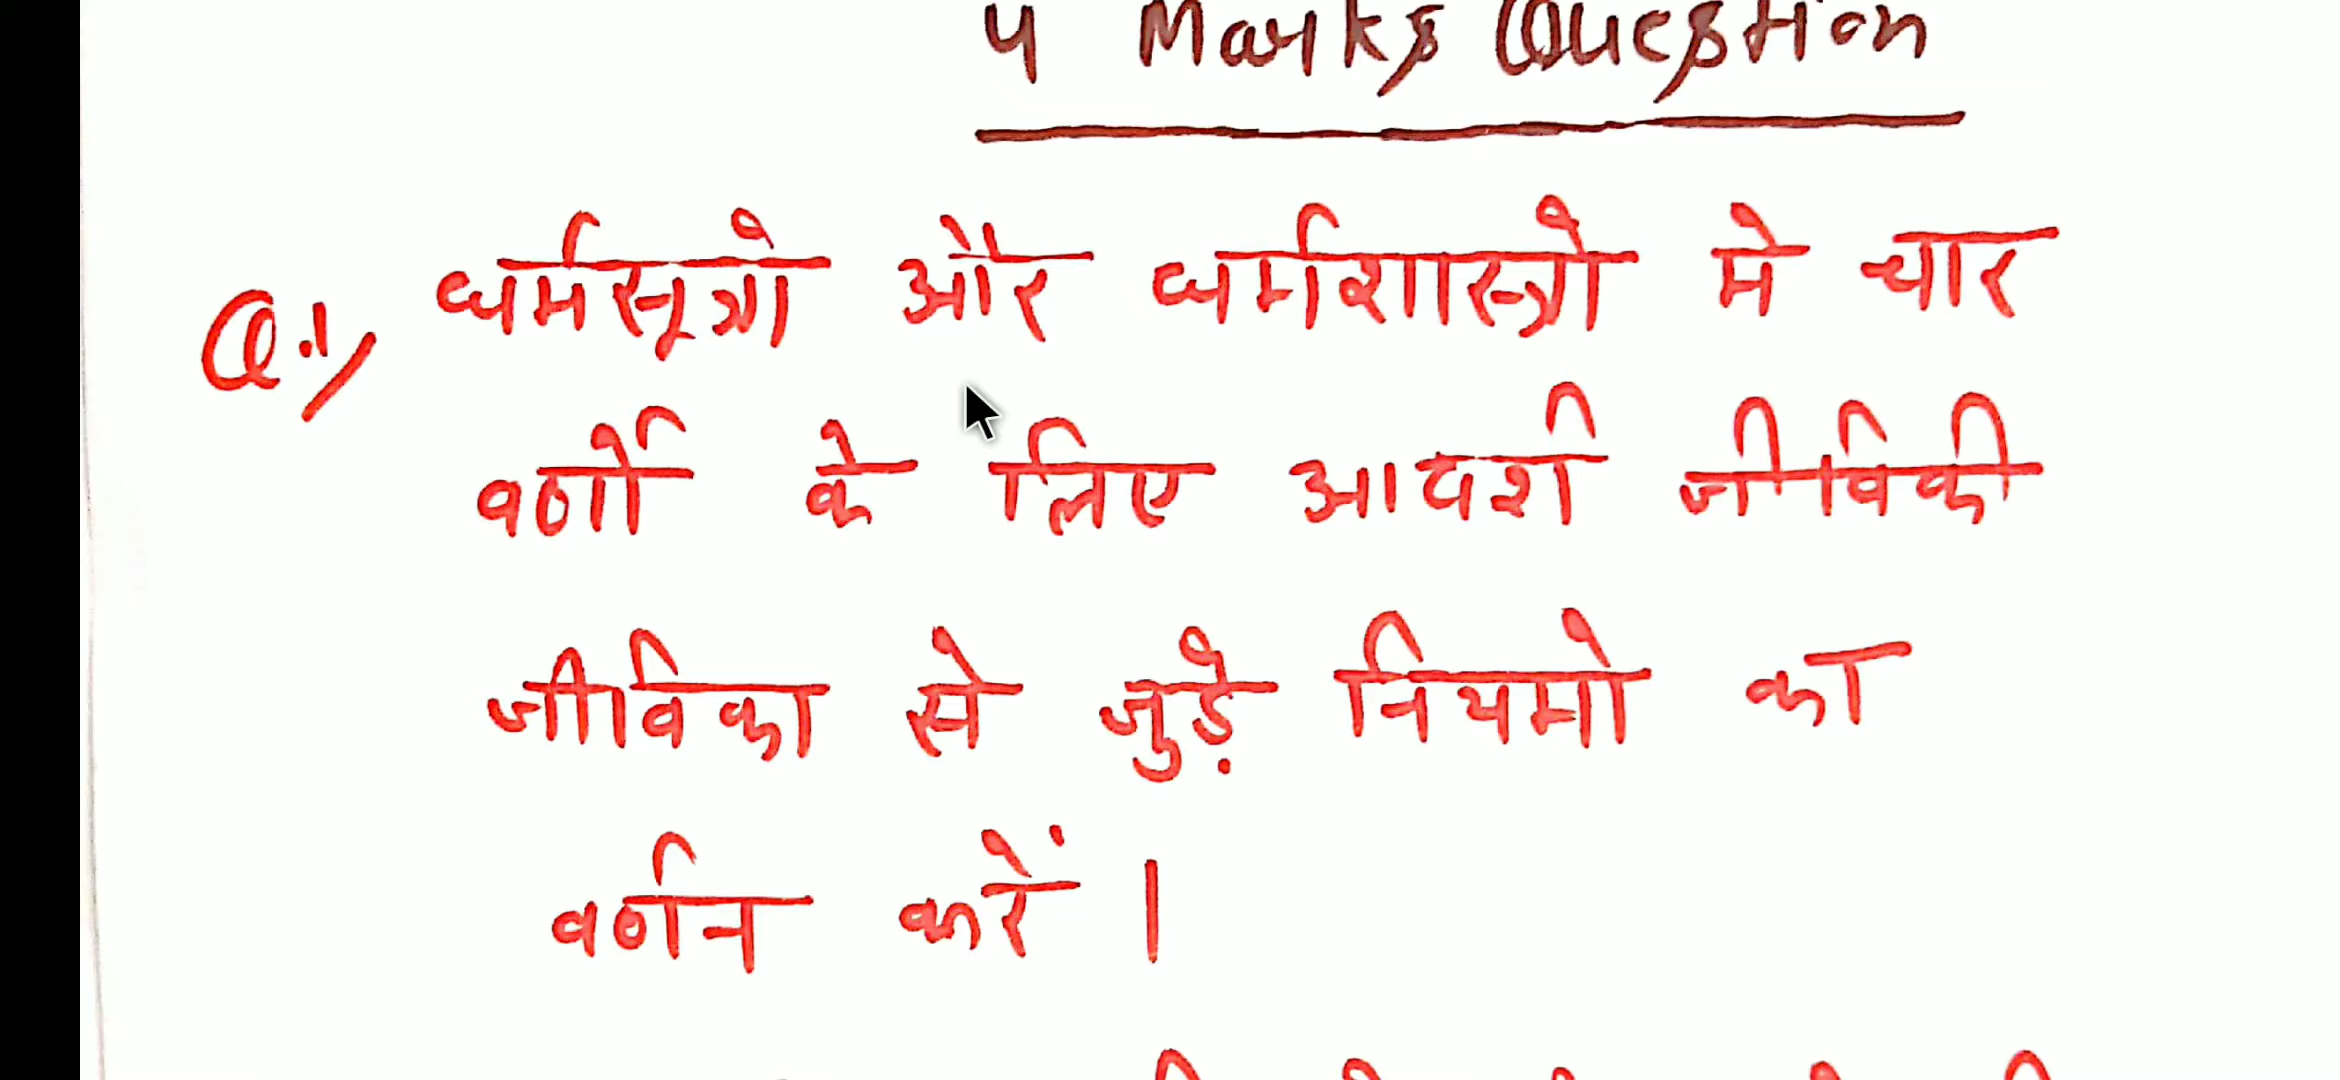 4 Marks Question
Q.1) धर्मसूत्रो और धर्मशास्त्रो मे चार
वर्णो के लिए आदर्श जीविकी
जीविका से जुड़े नियमो का
वर्णन करें ।